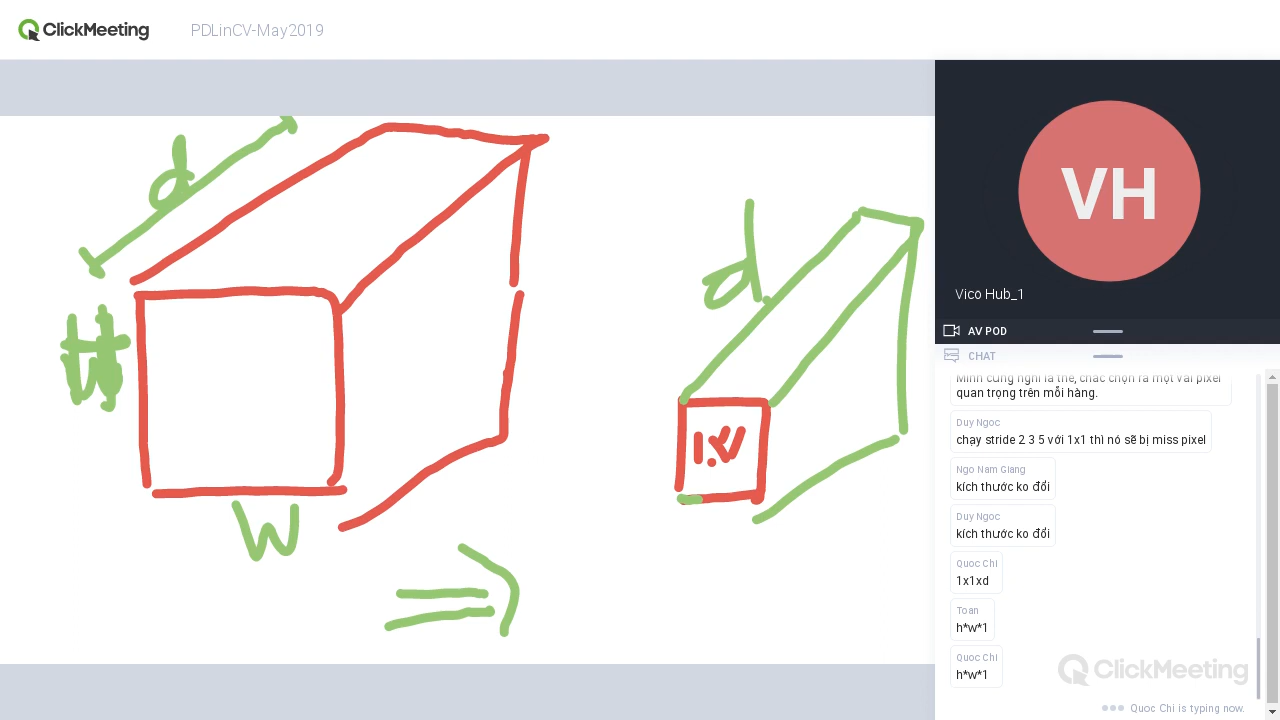 ClickMeeting
PDLinCV-May2019
d
H
W
d
1.W
VH
Vico Hub_1
AV POD
CHAT
Mình cũng nghĩ là thế, chắc chọn ra một vài pixel
quan trọng trên mỗi hàng.
Duy Ngoc
chạy stride 2 3 5 với 1x1 thì nó sẽ bị miss pixel
Ngo Nam Giang
kích thước ko đổi
Duy Ngoc
kích thước ko đổi
Quoc Chi
1x1xd
Toan
h*w*1
Quoc Chi
h*w*1
ClickMeeting
Quoc Chi is typing now.